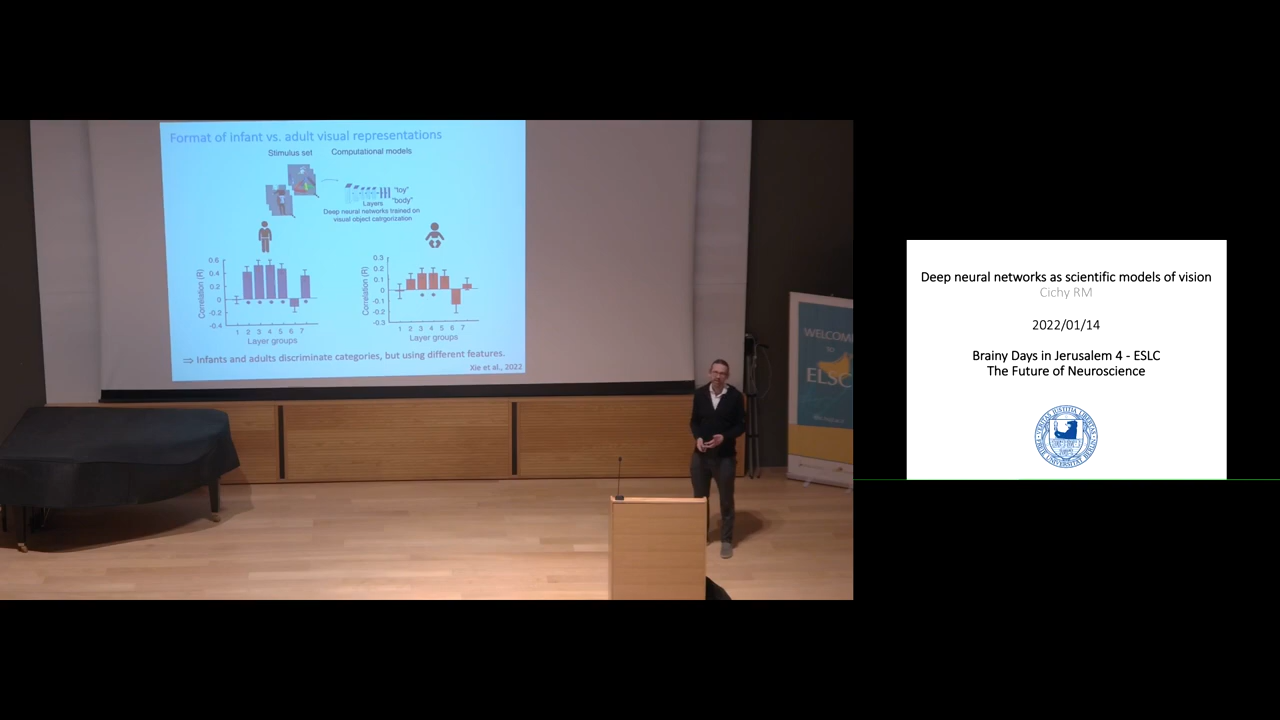 Format of infant vs. adult visual representations
Stimulus set
Computational models
"toy"
"body"
Layers
Deep neural networks trained on
visual object categorization
0.6
0.4
0.2
0
-0.2
-0.4
Correlation (R)
1 2 3 4 5 6 7
Layer groups
0.3
0.2
0.1
0
-0.1
-0.2
-0.3
Correlation (R)
1 2 3 4 5 6 7
Layer groups
⇒ Infants and adults discriminate categories, but using different features.
Xie et al., 2022
WELCOME
TO
ELSC
Deep neural networks as scientific models of vision
Cichy RM
2022/01/14
Brainy Days in Jerusalem 4 - ESLC
The Future of Neuroscience